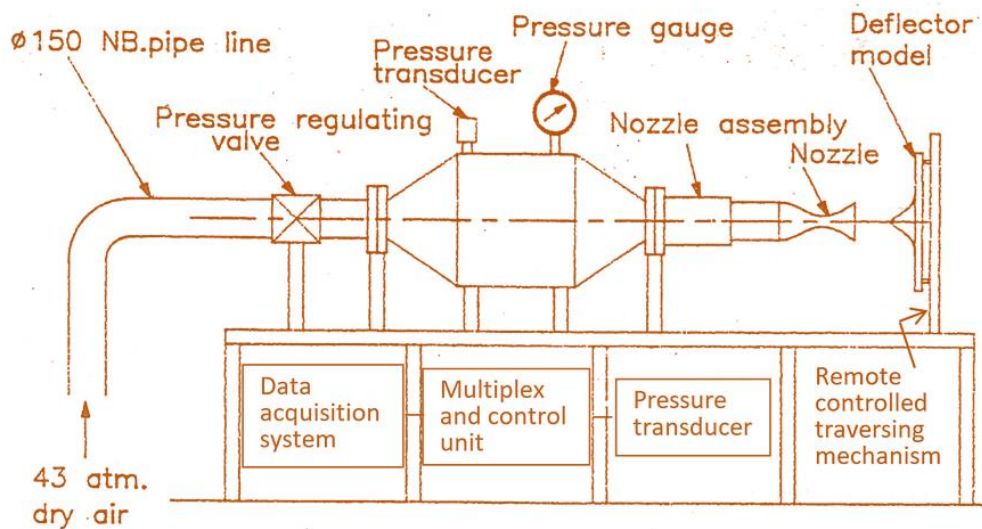 Ø150 NB.pipe line
Pressure regulating
valve
Pressure
transducer
Pressure gauge
Nozzle assembly
Nozzle
Deflector
model
Data
acquisition
system
Multiplex
and control
unit
Pressure
transducer
Remote
controlled
traversing
mechanism
43 atm.
dry air